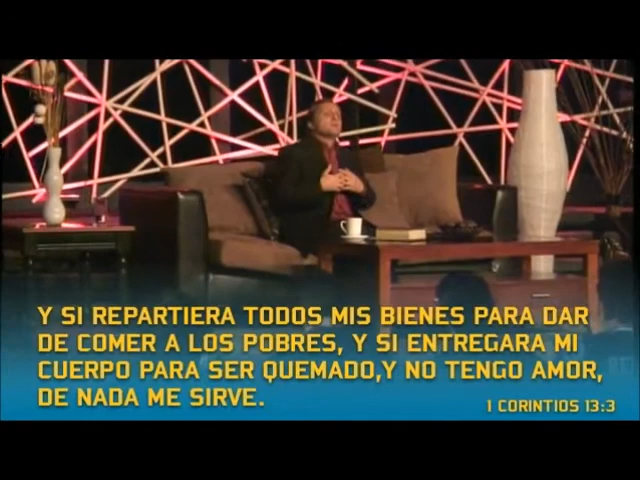 Y SI REPARTIERA TODOS MIS BIENES PARA DAR
DE COMER A LOS POBRES, Y SI ENTREGARA MI
CUERPO PARA SER QUEMADO,Y NO TENGO AMOR,
DE NADA ME SIRVE.
1 CORINTIOS 13:3